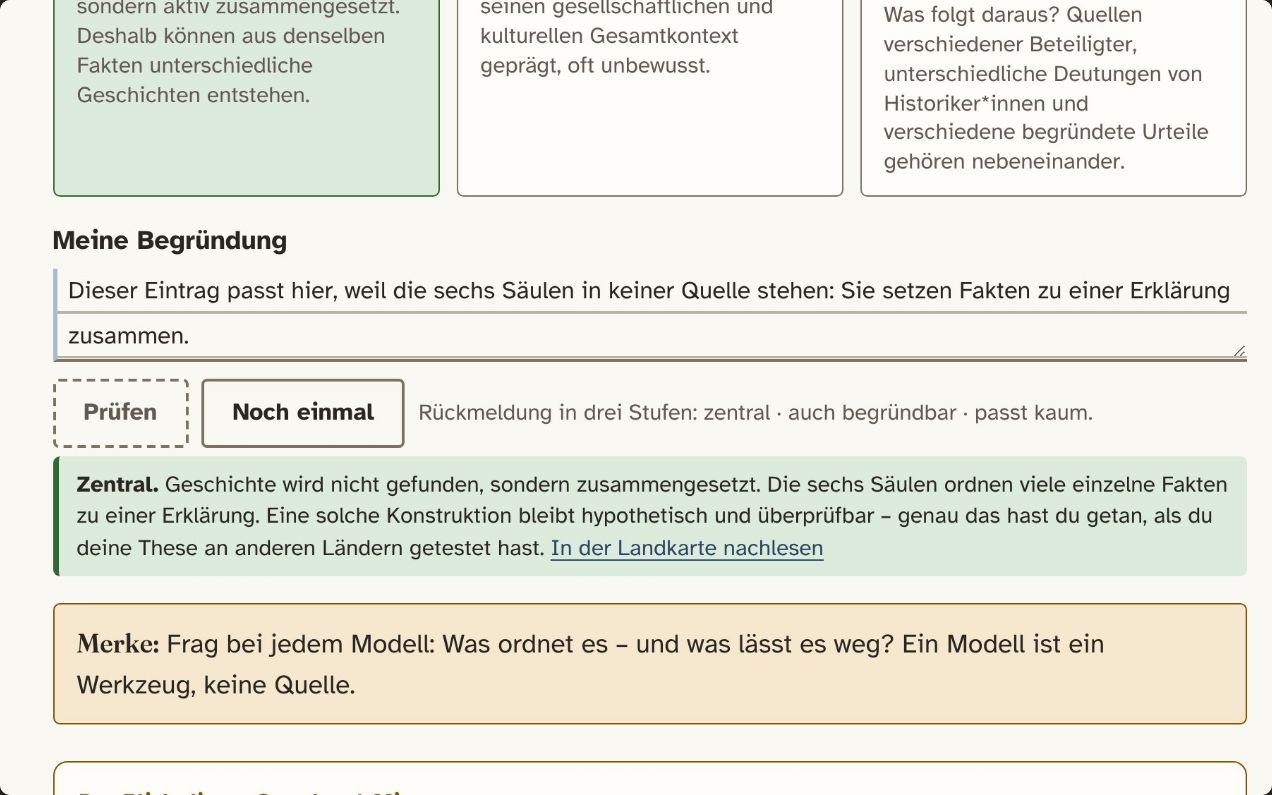 sondern aktiv zusammengesetzt.
Deshalb können aus denselben
Fakten unterschiedliche
Geschichten entstehen.
seinen gesellschaftlichen und
kulturellen Gesamtkontext
geprägt, oft unbewusst.
Was folgt daraus? Quellen
verschiedener Beteiligter,
unterschiedliche Deutungen von
Historiker*innen und
verschiedene begründete Urteile
gehören nebeneinander.
Meine Begründung
Dieser Eintrag passt hier, weil die sechs Säulen in keiner Quelle stehen: Sie setzen Fakten zu einer Erklärung
zusammen.
Prüfen
Noch einmal
Rückmeldung in drei Stufen: zentral · auch begründbar · passt kaum.
Zentral. Geschichte wird nicht gefunden, sondern zusammengesetzt. Die sechs Säulen ordnen viele einzelne Fakten
zu einer Erklärung. Eine solche Konstruktion bleibt hypothetisch und überprüfbar – genau das hast du getan, als du
deine These an anderen Ländern getestet hast. In der Landkarte nachlesen
Merke: Frag bei jedem Modell: Was ordnet es – und was lässt es weg? Ein Modell ist ein
Werkzeug, keine Quelle.